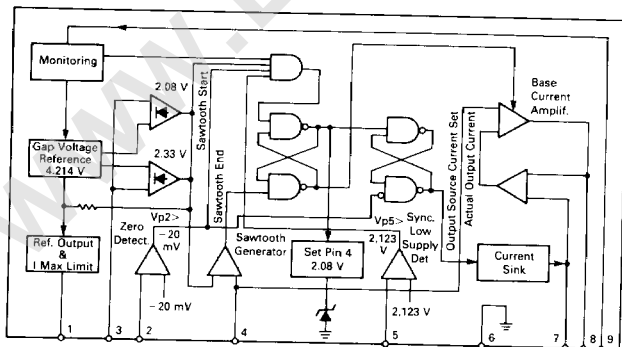 Monitoring
2.08 V
Gap Voltage
Reference
4.214 V
2.33 V
Ref. Output
&
I Max Limit
Zero
Detect.
Vp2>
-20
mV
-20 mV
Sawtooth End
Sawtooth Start
Sawtooth
Generator
Set Pin 4
2.08 V
Vp5>
2,123
V
Sync.
Low
Supply
Det
2,123 V
Output Source Current Set
Actual Output Current
Base
Current
Amplif.
Current
Sink
1
3
2
4
5
6
7
8
9
www.